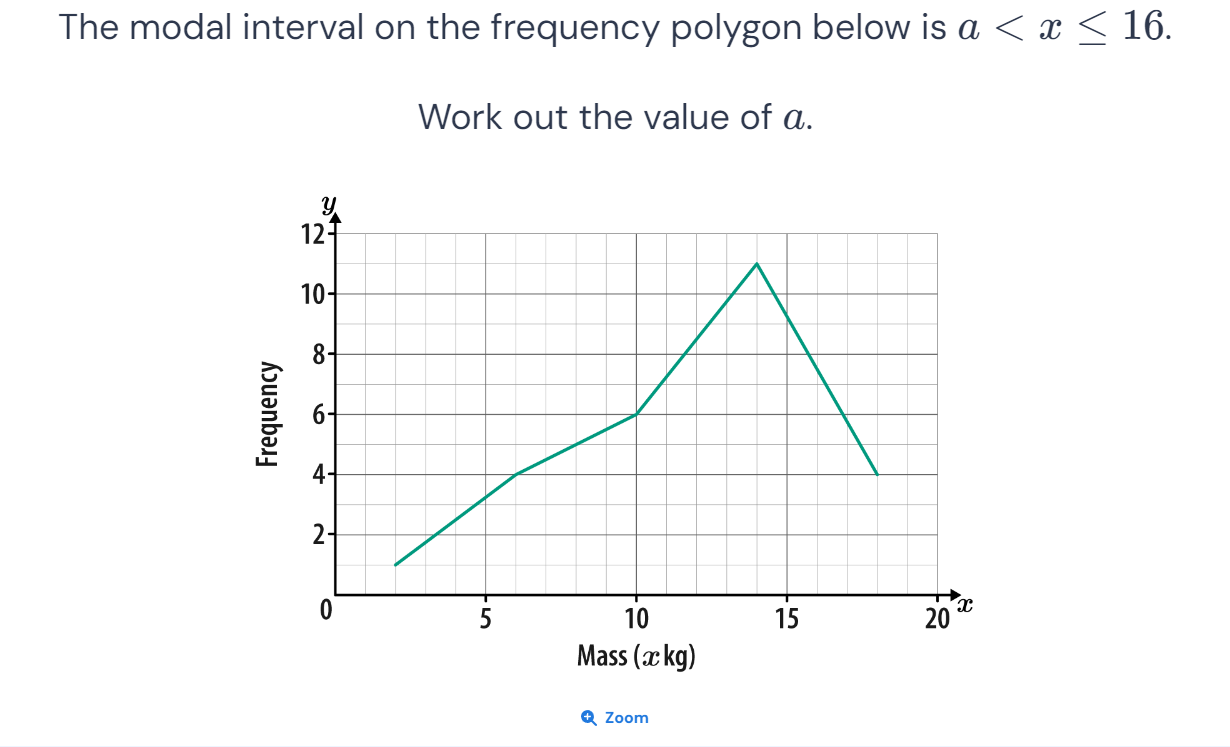 The modal interval on the frequency polygon below is a < x ≤ 16.
Work out the value of a.
y
12
10
8
6
4
2
0
5
10
15
20
x
Frequency
Mass (x kg)
Zoom